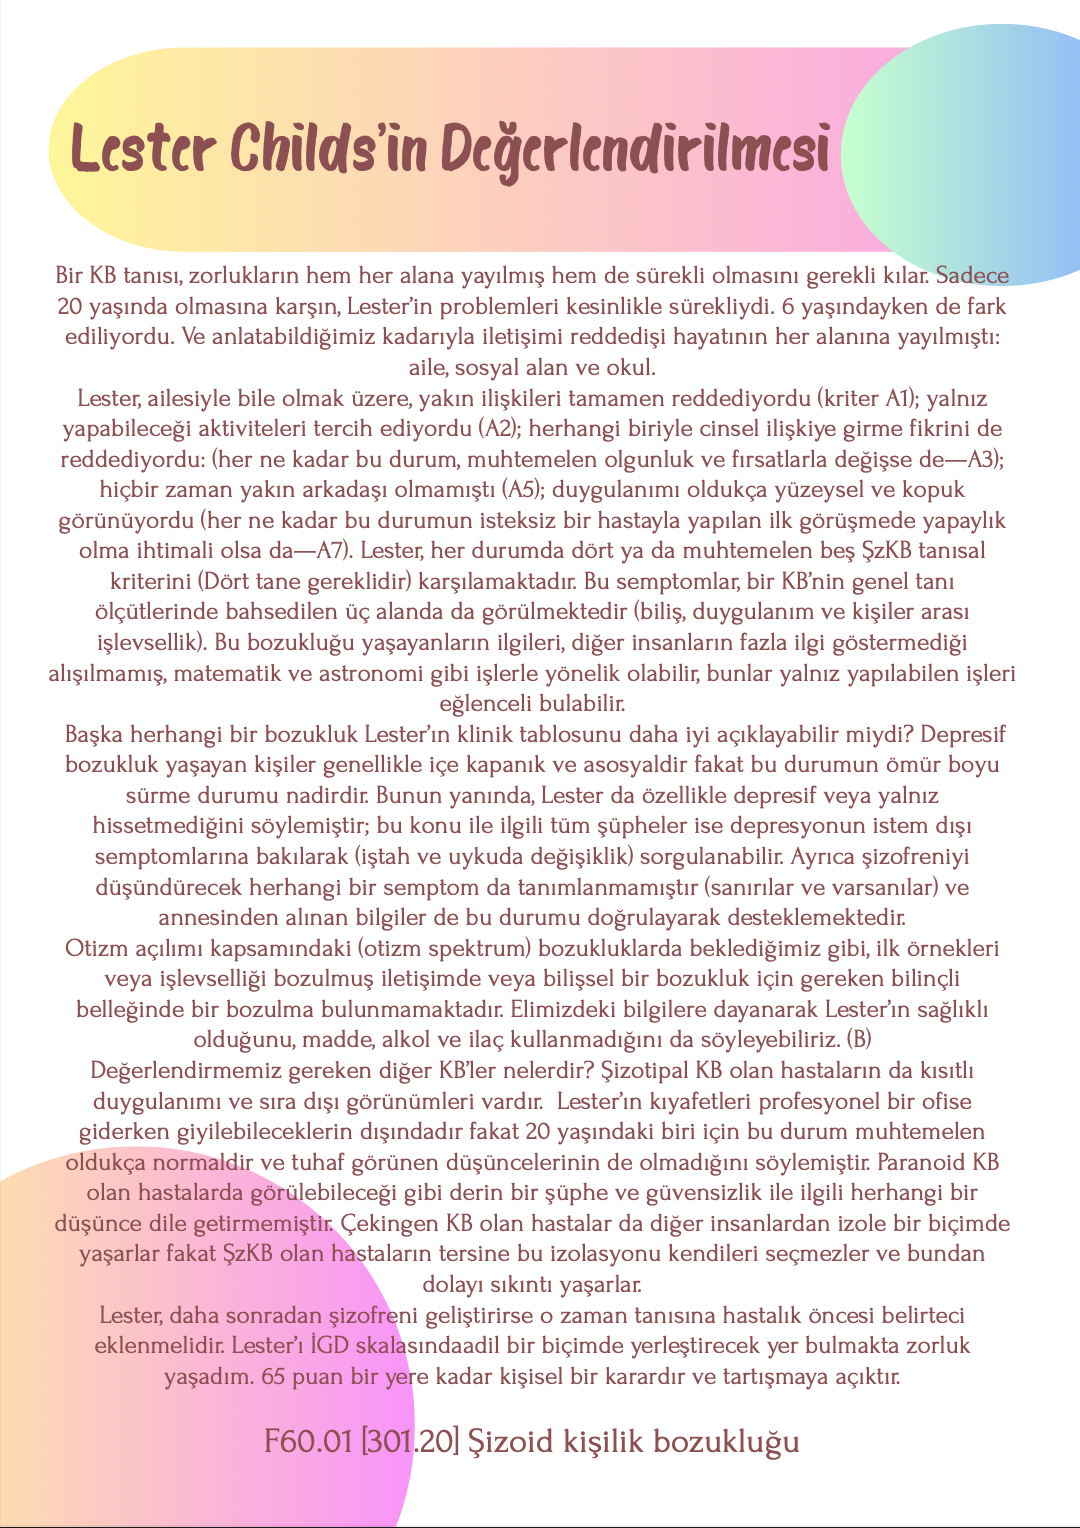 Lester Childs'in Değerlendirilmesi
Bir KB tanısı, zorlukların hem her alana yayılmış hem de sürekli olmasını gerekli kılar. Sadece
20 yaşında olmasına karşın, Lester'in problemleri kesinlikle sürekliydi. 6 yaşındayken de fark
ediliyordu. Ve anlatabildiğimiz kadarıyla iletişimi reddedişi hayatının her alanına yayılmıştı:
aile, sosyal alan ve okul.
Lester, ailesiyle bile olmak üzere, yakın ilişkileri tamamen reddediyordu (kriter A1); yalnız
yapabileceği aktiviteleri tercih ediyordu (A2); herhangi biriyle cinsel ilişkiye girme fikrini de
reddediyordu: (her ne kadar bu durum, muhtemelen olgunluk ve fırsatlarla değişse de—A3);
hiçbir zaman yakın arkadaşı olmamıştı (A5); duygulanımı oldukça yüzeysel ve kopuk
görünüyordu (her ne kadar bu durumun isteksiz bir hastayla yapılan ilk görüşmede yapaylık
olma ihtimali olsa da—A7). Lester, her durumda dört ya da muhtemelen beş ŞzKB tanısal
kriterini (Dört tane gereklidir) karşılamaktadır. Bu semptomlar, bir KB'nin genel tanı
ölçütlerinde bahsedilen üç alanda da görülmektedir (biliş, duygulanım ve kişiler arası
işlevsellik). Bu bozukluğu yaşayanların ilgileri, diğer insanların fazla ilgi göstermediği
alışılmamış, matematik ve astronomi gibi işlerle yönelik olabilir, bunlar yalnız yapılabilen işleri
eğlenceli bulabilir.
Başka herhangi bir bozukluk Lester'ın klinik tablosunu daha iyi açıklayabilir miydi? Depresif
bozukluk yaşayan kişiler genellikle içe kapanık ve asosyaldir fakat bu durumun ömür boyu
sürme durumu nadirdir. Bunun yanında, Lester da özellikle depresif veya yalnız
hissetmediğini söylemiştir; bu konu ile ilgili tüm şüpheler ise depresyonun istem dışı
semptomlarına bakılarak (iştah ve uykuda değişiklik) sorgulanabilir. Ayrıca şizofreniyi
düşündürecek herhangi bir semptom da tanımlanmamıştır (sanırılar ve varsanılar) ve
annesinden alınan bilgiler de bu durumu doğrulayarak desteklemektedir.
Otizm açılımı kapsamındaki (otizm spektrum) bozukluklarda beklediğimiz gibi, ilk örnekleri
veya işlevselliği bozulmuş iletişimde veya bilişsel bir bozukluk için gereken bilinçli
belleğinde bir bozulma bulunmamaktadır. Elimizdeki bilgilere dayanarak Lester'ın sağlıklı
olduğunu, madde, alkol ve ilaç kullanmadığını da söyleyebiliriz. (B)
Değerlendirmemiz gereken diğer KB'ler nelerdir? Şizotipal KB olan hastaların da kısıtlı
duygulanımı ve sıra dışı görünümleri vardır.  Lester'ın kıyafetleri profesyonel bir ofise
giderken giyilebileceklerin dışındadır fakat 20 yaşındaki biri için bu durum muhtemelen
oldukça normaldir ve tuhaf görünen düşüncelerinin de olmadığını söylemiştir. Paranoid KB
olan hastalarda görülebileceği gibi derin bir şüphe ve güvensizlik ile ilgili herhangi bir
düşünce dile getirmemiştir. Çekingen KB olan hastalar da diğer insanlardan izole bir biçimde
yaşarlar fakat ŞzKB olan hastaların tersine bu izolasyonu kendileri seçmezler ve bundan
dolayı sıkıntı yaşarlar.
Lester, daha sonradan şizofreni geliştirirse o zaman tanısına hastalık öncesi belirteci
eklenmelidir. Lester'ı İGD skalasındaadil bir biçimde yerleştirecek yer bulmakta zorluk
yaşadım. 65 puan bir yere kadar kişisel bir karardır ve tartışmaya açıktır.
F60.01 [301.20] Şizoid kişilik bozukluğu